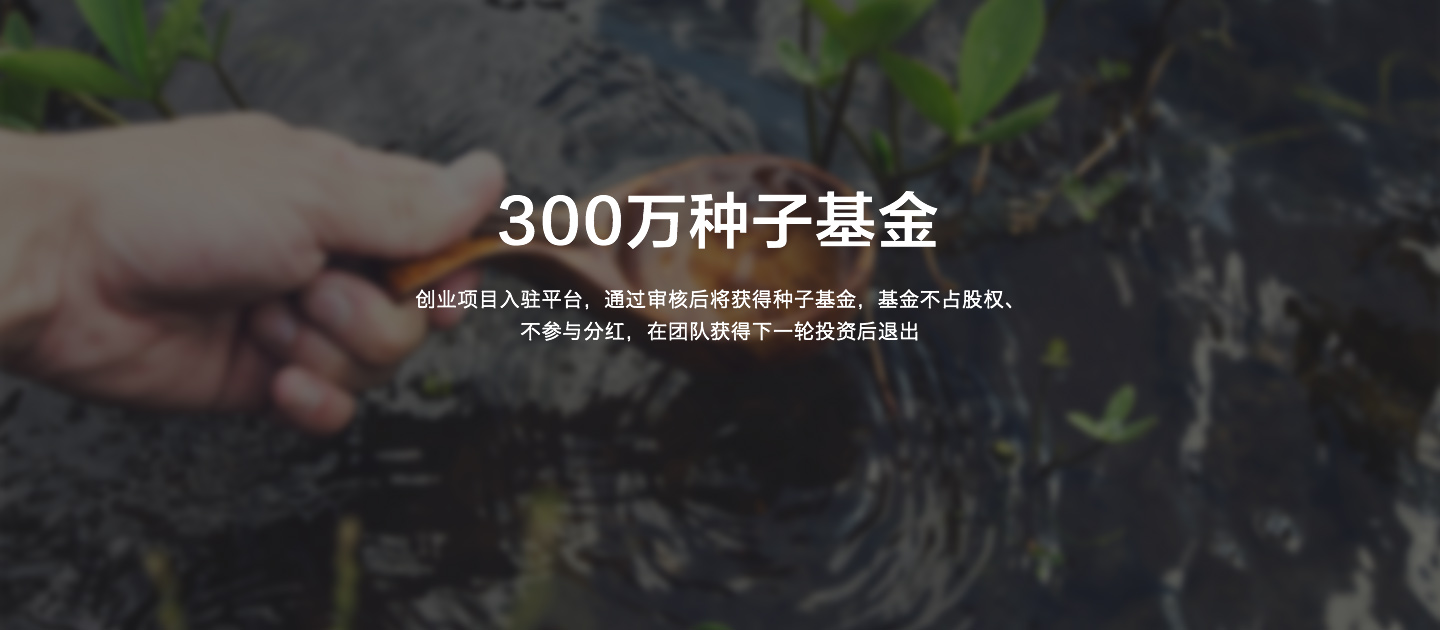 300万种子基金
创业项目入驻平台，通过审核后将获得种子基金，基金不占股权、
不参与分红，在团队获得下一轮投资后退出